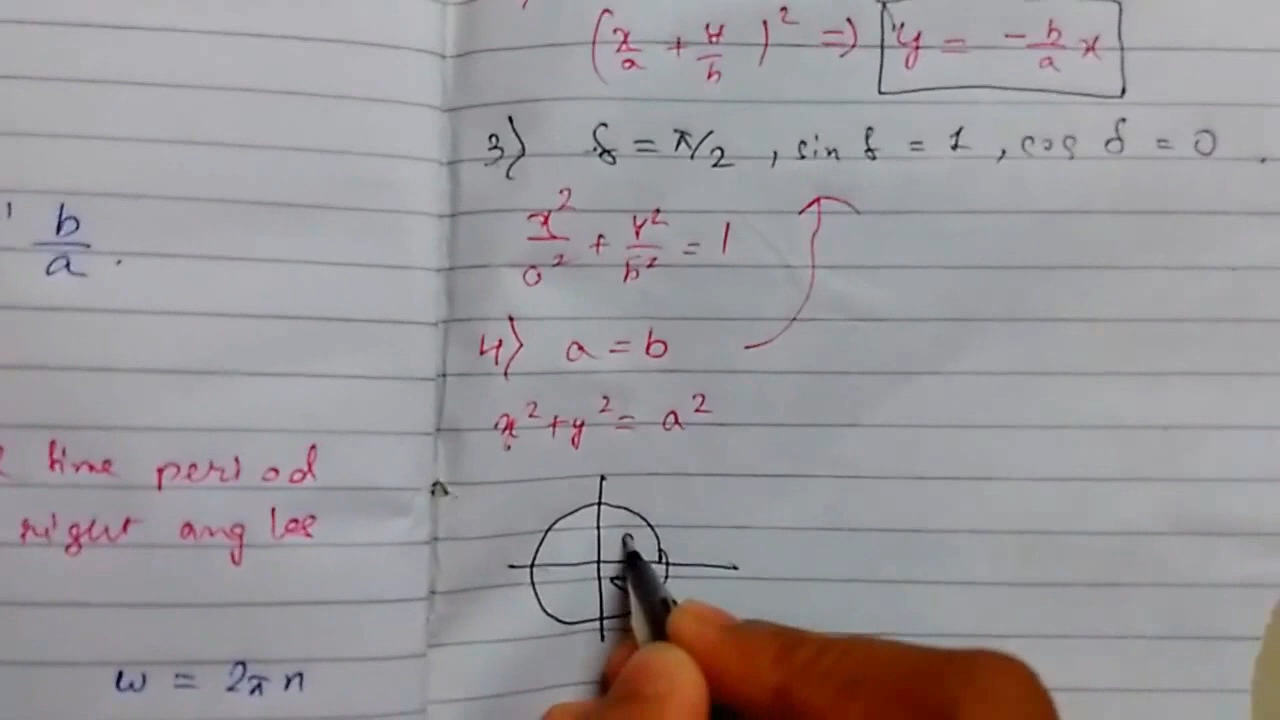 b/a .
time period
right angles
ω = 2πn
(x/a + y/b)² => y = -b/a x
3) δ = π/2 , sin δ = 1 , cos δ = 0 .
x²/a² + y²/b² = 1
4) a = b
x² + y² = a²